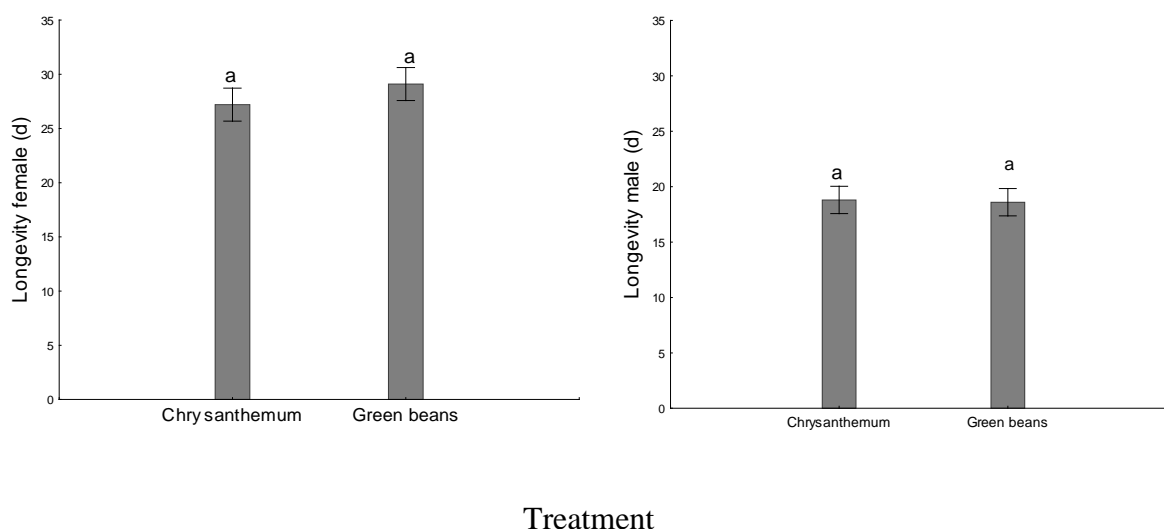 35
30
25
20
15
10
5
0
Longevity female (d)
a
a
Chrysanthemum Green beans
35
30
25
20
15
10
5
0
Longevity male (d)
a
a
Chrysanthemum Green beans
Treatment